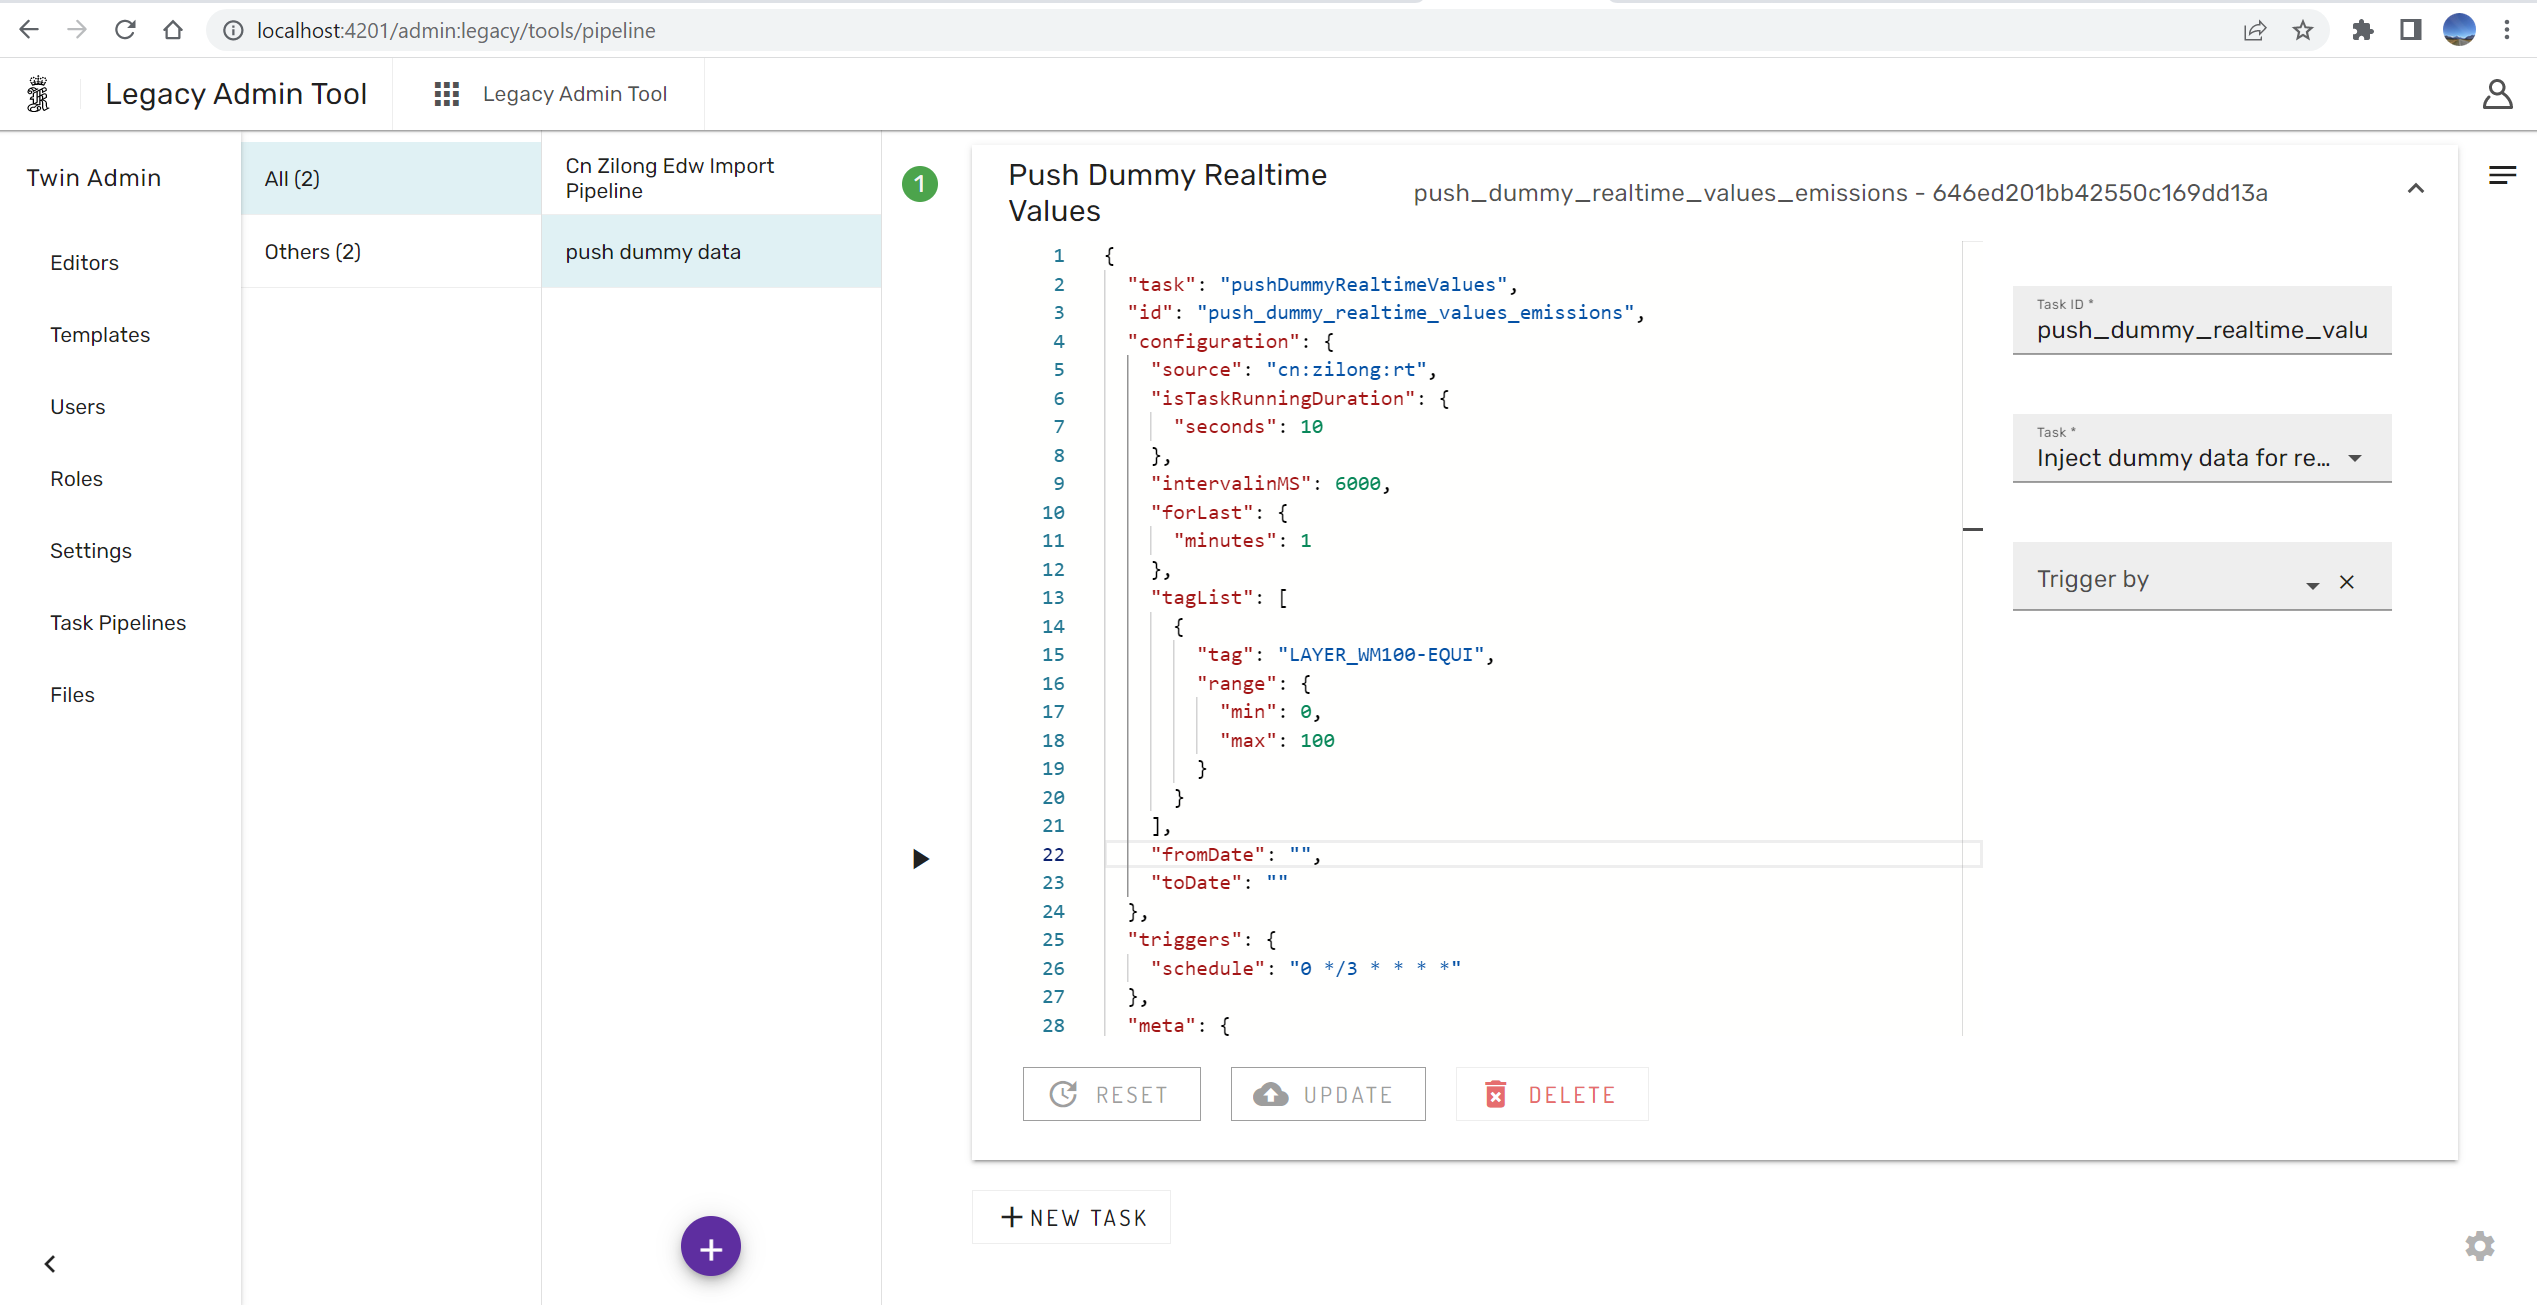 localhost:4201/admin:legacy/tools/pipeline
Legacy Admin Tool
Legacy Admin Tool
Twin Admin
Editors
Templates
Users
Roles
Settings
Task Pipelines
Files
All (2)
Others (2)
Cn Zilong Edw Import
Pipeline
push dummy data
1
Push Dummy Realtime
Values
push_dummy_realtime_values_emissions - 646ed201bb42550c169dd13a
1 {
2 "task": "pushDummyRealtimeValues",
3 "id": "push_dummy_realtime_values_emissions",
4 "configuration": {
5 "source": "cn:zilong:rt",
6 "isTaskRunningDuration": {
7 "seconds": 10
8 },
9 "intervalinMS": 6000,
10 "forLast": {
11 "minutes": 1
12 },
13 "tagList": [
14 {
15 "tag": "LAYER_WM100-EQUI",
16 "range": {
17 "min": 0,
18 "max": 100
19 }
20 }
21 ],
22 "fromDate": "",
23 "toDate": ""
24 },
25 "triggers": {
26 "schedule": "0 */3 * * * *"
27 },
28 "meta": {
Task ID *
push_dummy_realtime_valu
Task *
Inject dummy data for re...
Trigger by
RESET
UPDATE
DELETE
NEW TASK